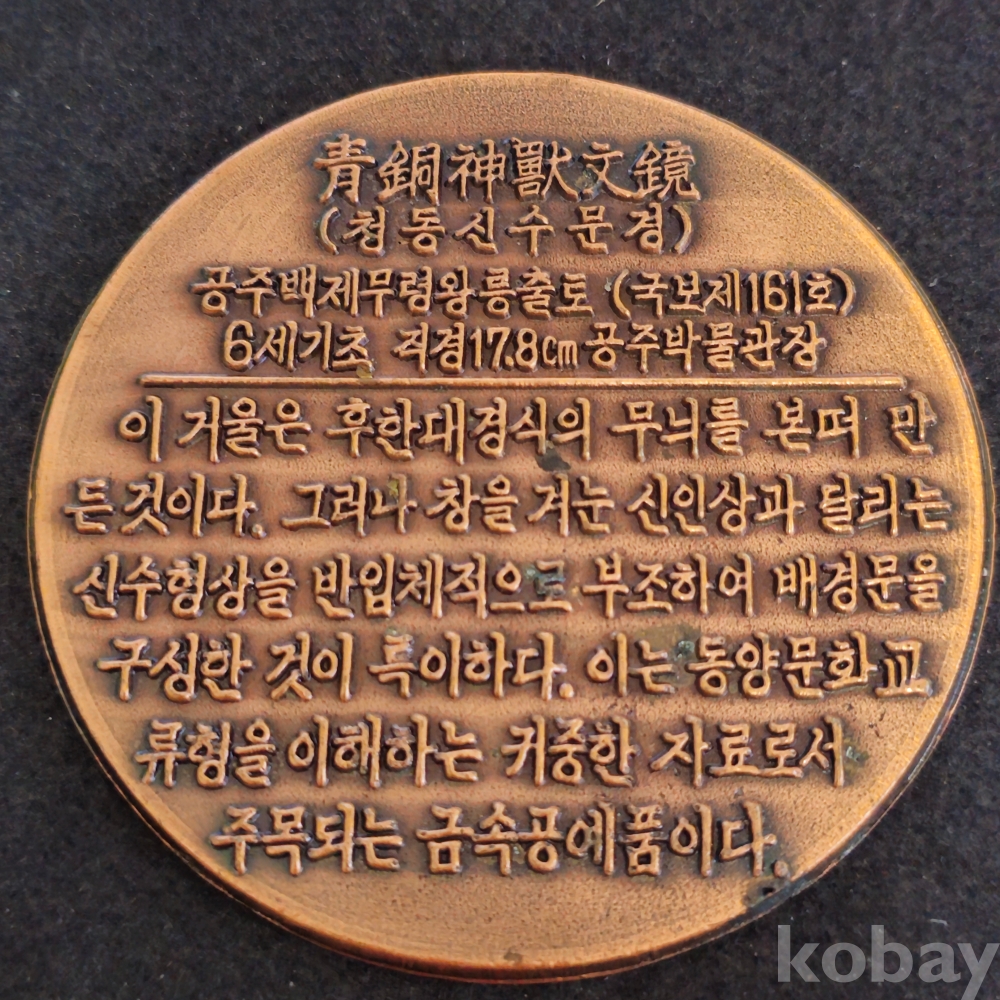 青銅神獸文鏡
(청동신수문경)
공주백제무령왕릉출토 (국보제161호)
6세기초 직경17.8cm 공주박물관장
이 거울은 후한대경식의 무늬를 본떠 만
든것이다. 그러나 창을 겨눈 신인상과 달리는
신수형상을 반입체적으로 부조하여 배경문을
구성한 것이 특이하다. 이는 동양문화교
류형을 이해하는 귀중한 자료로서
주목되는 금속공예품이다.
kobay